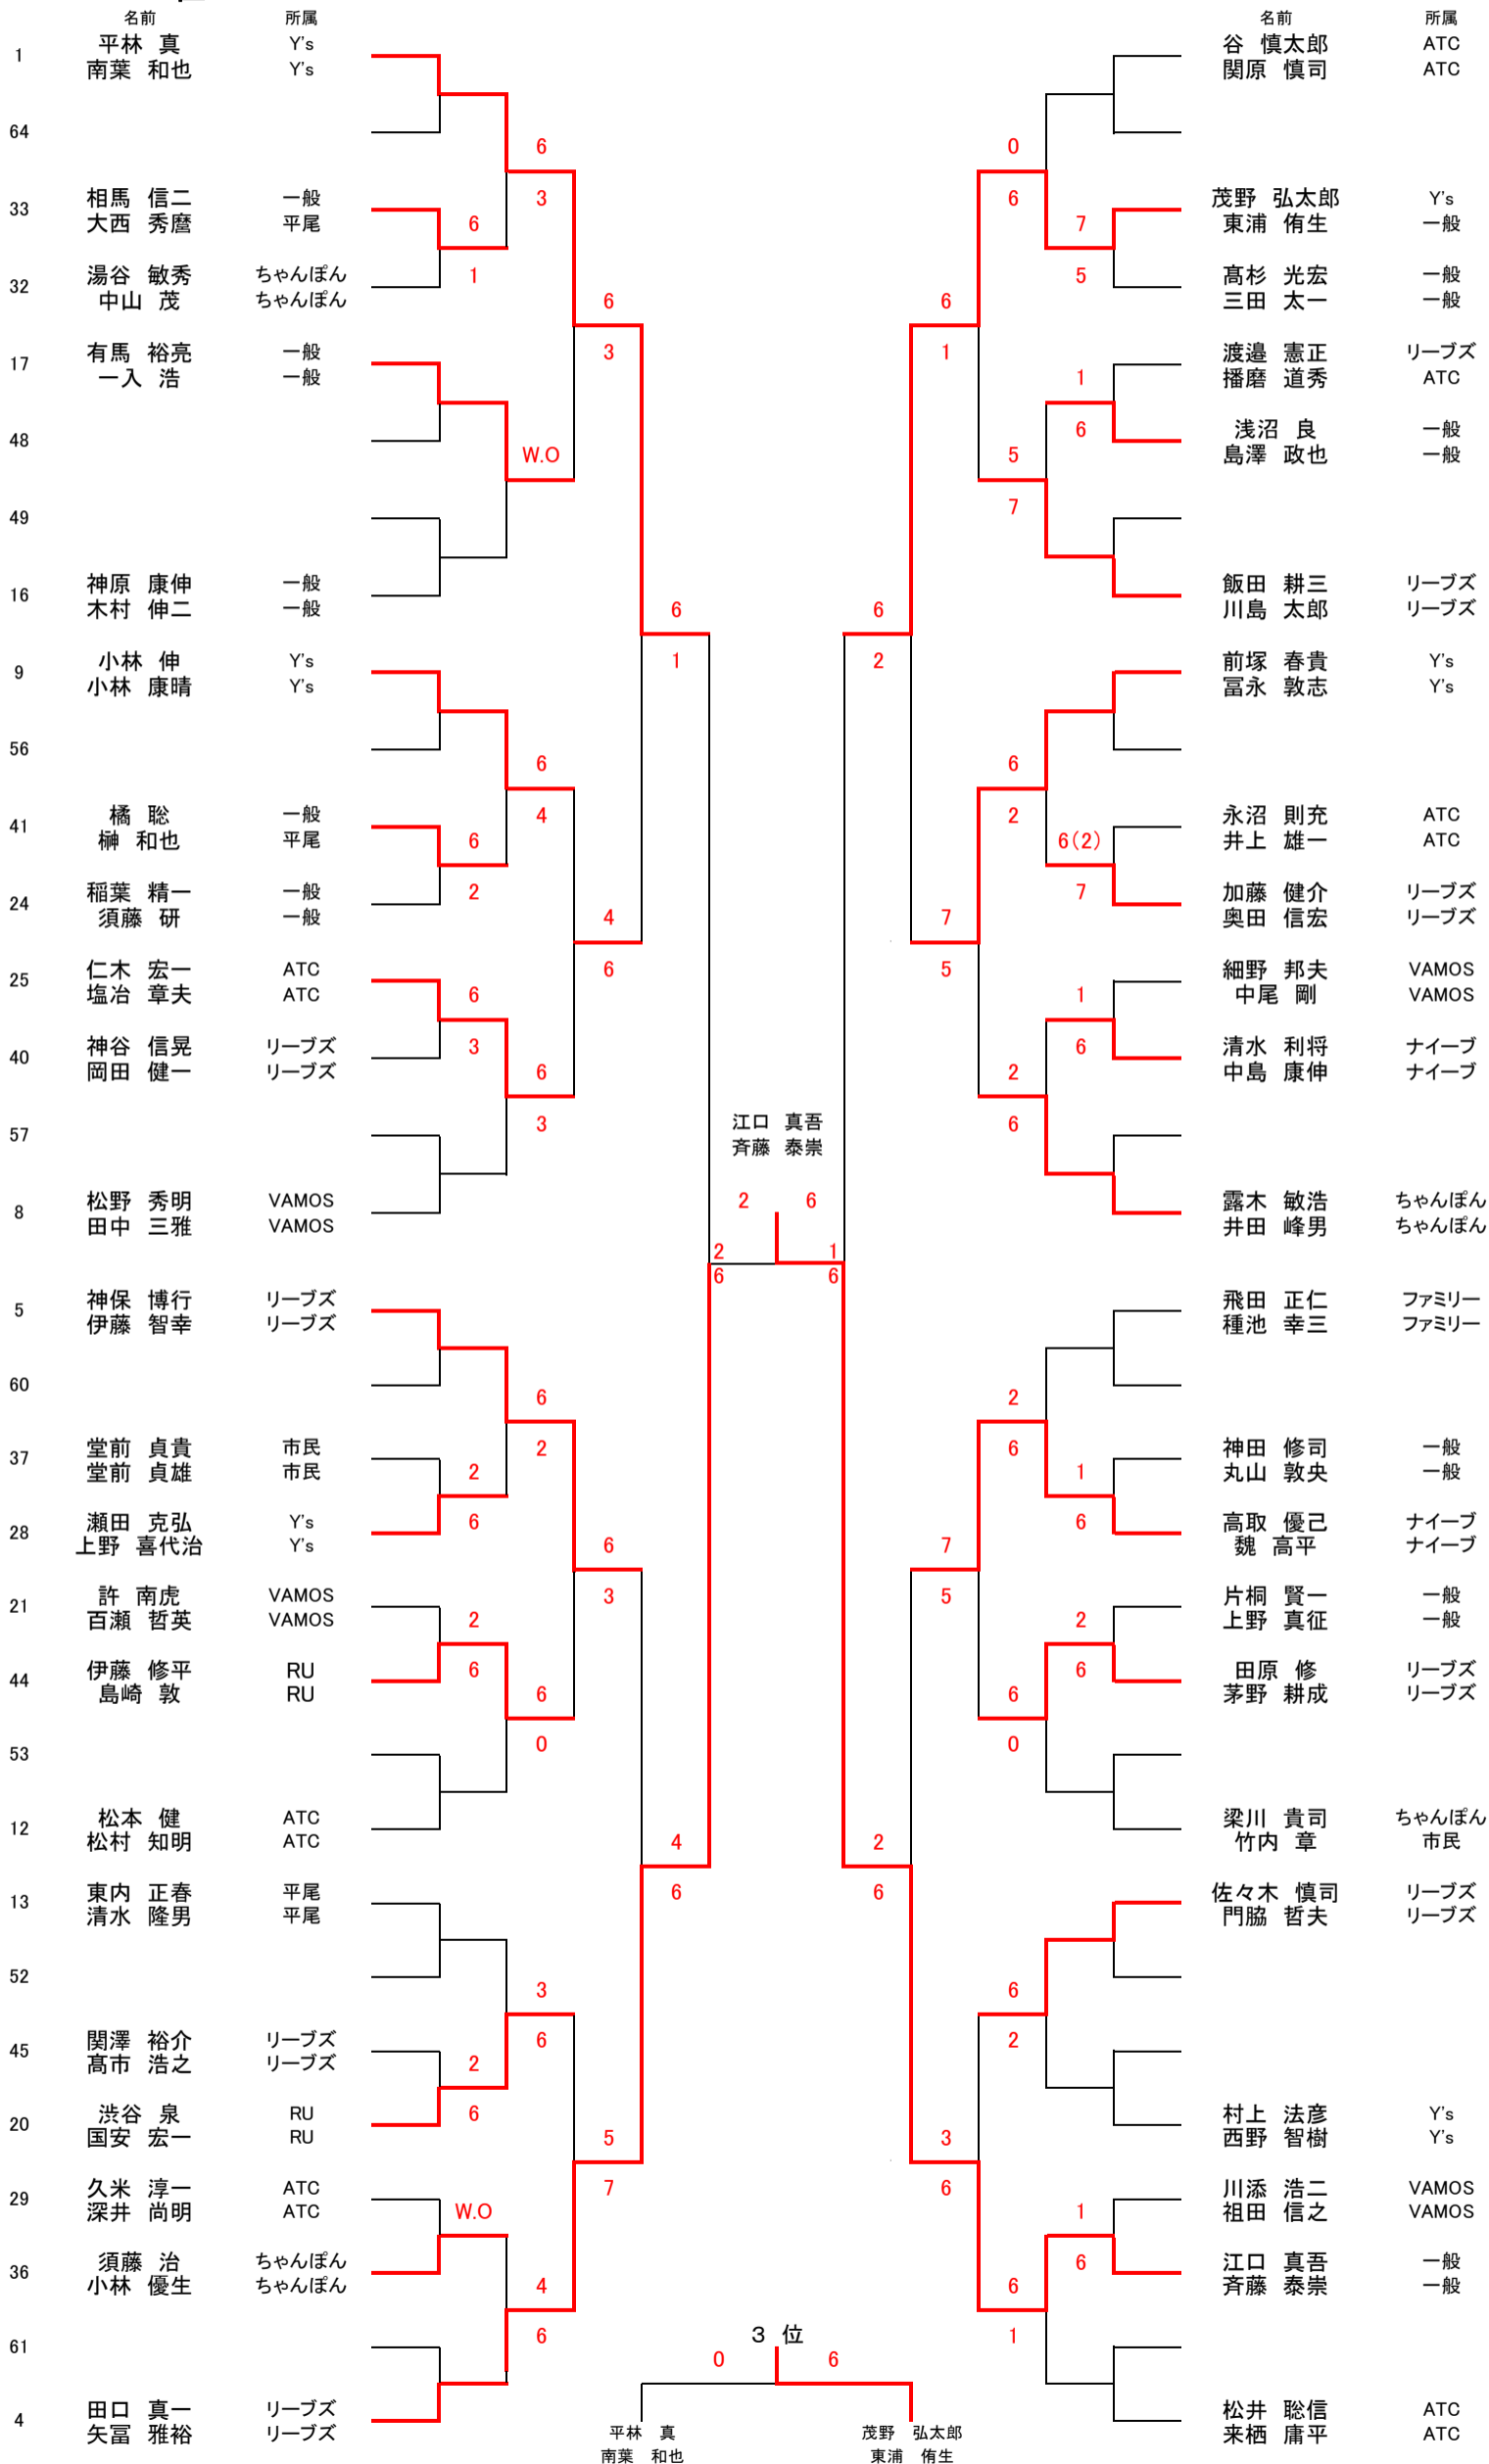 名前 所属 名前 所属
平林 真 Y's 谷 慎太郎 ATC
1
南葉 和也 Y's 関原 慎司 ATC
64
6 0
相馬 信二 一般 3 6 茂野 弘太郎 Y's
33
大西 秀麿 平尾 6 7 東浦 侑生 一般
湯谷 敏秀 ちゃんぽん 1 5 髙杉 光宏 一般
32
中山 茂 ちゃんぽん 6 6 三田 太一 一般
有馬 裕亮 一般 3 1 渡邉 憲正 リーブズ
17
一入 浩 一般 1 播磨 道秀 ATC
6 浅沼 良 一般
48
W.O 5 島澤 政也 一般
7
49
神原 康伸 一般 飯田 耕三 リーブズ
16
木村 伸二 一般 6 6 川島 太郎 リーブズ
小林 伸 Y's 1 2 前塚 春貴 Y's
9
小林 康晴 Y's 冨永 敦志 Y's
56
6 6
橘 聡 一般 4 2 永沼 則充 ATC
41
榊 和也 平尾 6 6(2) 井上 雄一 ATC
稲葉 精一 一般 2 7 加藤 健介 リーブズ
24
須藤 研 一般 4 7 奥田 信宏 リーブズ
仁木 宏一 ATC 6 5 細野 邦夫 VAMOS
25
塩冶 章夫 ATC 6 1 中尾 剛 VAMOS
神谷 信晃 リーブズ 3 6 清水 利将 ナイーブ
40
岡田 健一 リーブズ 6 2 中島 康伸 ナイーブ
3 江口 真吾 6
57
斉藤 泰崇
松野 秀明 VAMOS 2 6 露木 敏浩 ちゃんぽん
8
田中 三雅 VAMOS 井田 峰男 ちゃんぽん
2 1
6 6
神保 博行 リーブズ 飛田 正仁 ファミリー
5
伊藤 智幸 リーブズ 種池 幸三 ファミリー
60
6 2
堂前 貞貴 市民 2 6 神田 修司 一般
37
堂前 貞雄 市民 2 1 丸山 敦央 一般
瀬田 克弘 Y's 6 6 高取 優己 ナイーブ
28
上野 喜代治 Y's 6 7 魏 高平 ナイーブ
許 南虎 VAMOS 3 5 片桐 賢一 一般
21
百瀬 哲英 VAMOS 2 2 上野 真征 一般
伊藤 修平 RU 6 6 田原 修 リーブズ
44
島崎 敦 RU 6 6 茅野 耕成 リーブズ
0 0
53
松本 健 ATC 梁川 貴司 ちゃんぽん
12
松村 知明 ATC 4 2 竹内 章 市民
東内 正春 平尾 6 6 佐々木 慎司 リーブズ
13
清水 隆男 平尾 門脇 哲夫 リーブズ
52
3 6
関澤 裕介 リーブズ 6 2
45
髙市 浩之 リーブズ 2
渋谷 泉 RU 6 村上 法彦 Y's
20
国安 宏一 RU 5 3 西野 智樹 Y's
久米 淳一 ATC 7 6 川添 浩二 VAMOS
29
深井 尚明 ATC W.O 1 祖田 信之 VAMOS
須藤 治 ちゃんぽん 6 江口 真吾 一般
36
小林 優生 ちゃんぽん 4 6 斉藤 泰崇 一般
6 3 位 1
61
0 6
田口 真一 リーブズ 松井 聡信 ATC
4
矢冨 雅裕 リーブズ 平林 真 茂野 弘太郎 来栖 庸平 ATC
南葉 和也 東浦 侑生